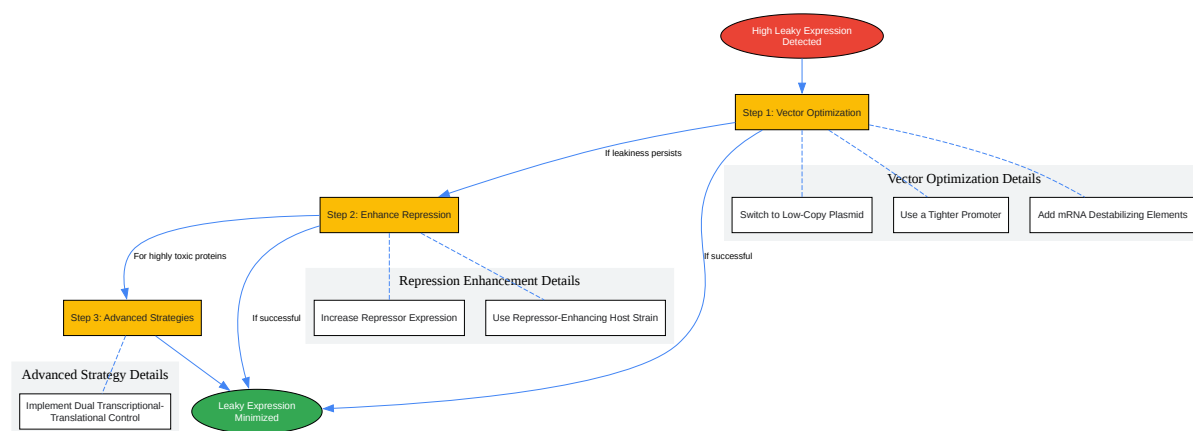 High Leaky Expression
Detected
Step 1: Vector Optimization
If leakiness persists
Vector Optimization Details
Switch to Low-Copy Plasmid
Use a Tighter Promoter
Add mRNA Destabilizing Elements
Step 2: Enhance Repression
For highly toxic proteins
If successful
Repression Enhancement Details
Increase Repressor Expression
Use Repressor-Enhancing Host Strain
Step 3: Advanced Strategies
If successful
Advanced Strategy Details
Implement Dual Transcriptional-
Translational Control
Leaky Expression
Minimized